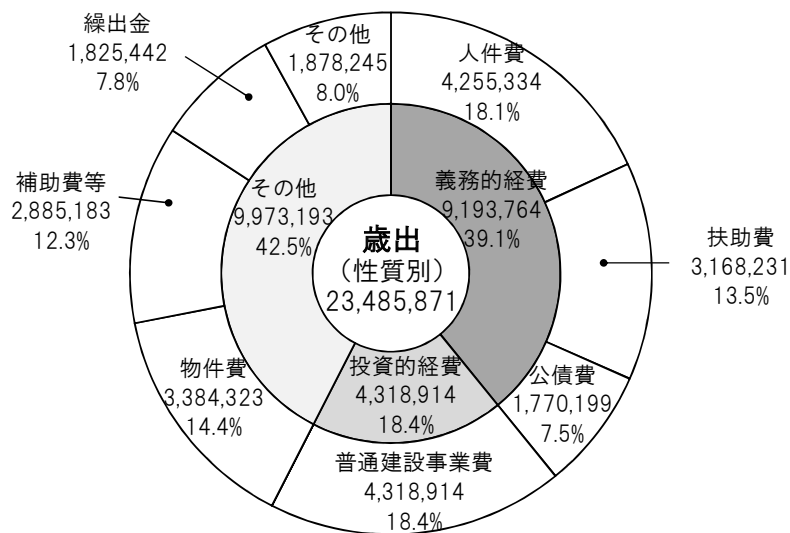 歳出
（性質別）
23,485,871
義務的経費
9,193,764
39.1%
投資的経費
4,318,914
18.4%
その他
9,973,193
42.5%
人件費
4,255,334
18.1%
扶助費
3,168,231
13.5%
公債費
1,770,199
7.5%
普通建設事業費
4,318,914
18.4%
物件費
3,384,323
14.4%
補助費等
2,885,183
12.3%
繰出金
1,825,442
7.8%
その他
1,878,245
8.0%